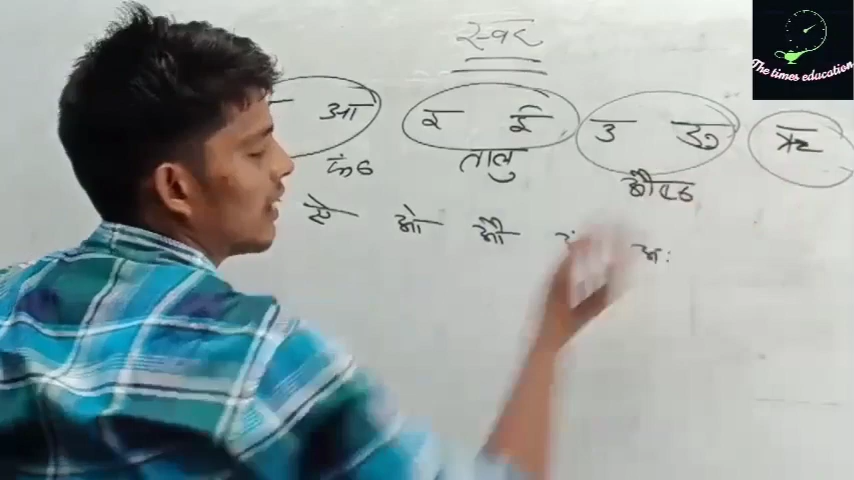 स्वर
आ इ ई उ ऊ ऋ
कंठ तालु ओष्ठ
ऐ ओ औ अः
The times education